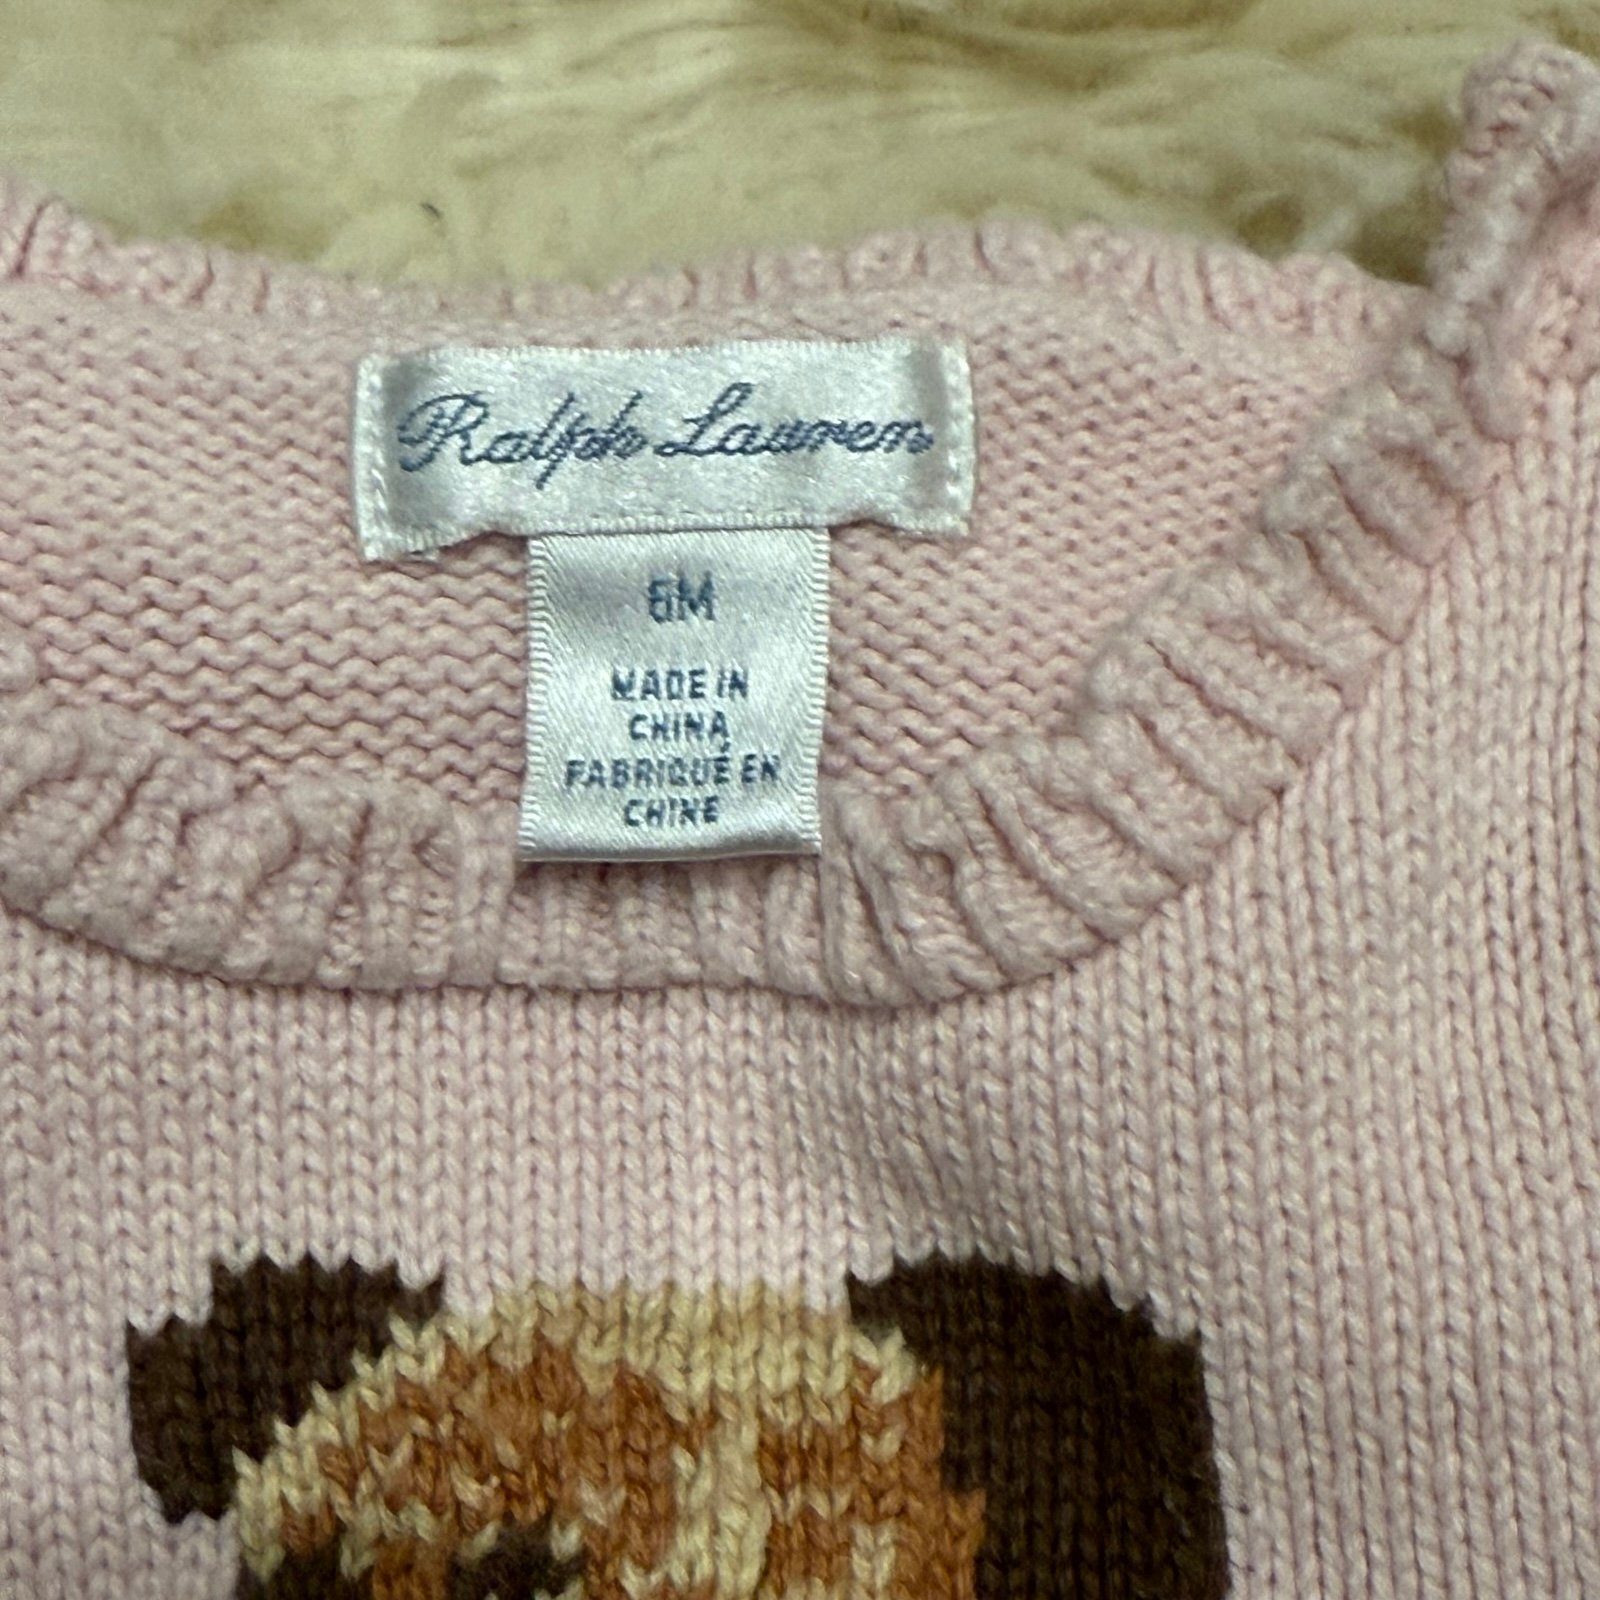 Ralph Lauren
6M
MADE IN
CHINA
FABRIQUÉ EN
CHINE